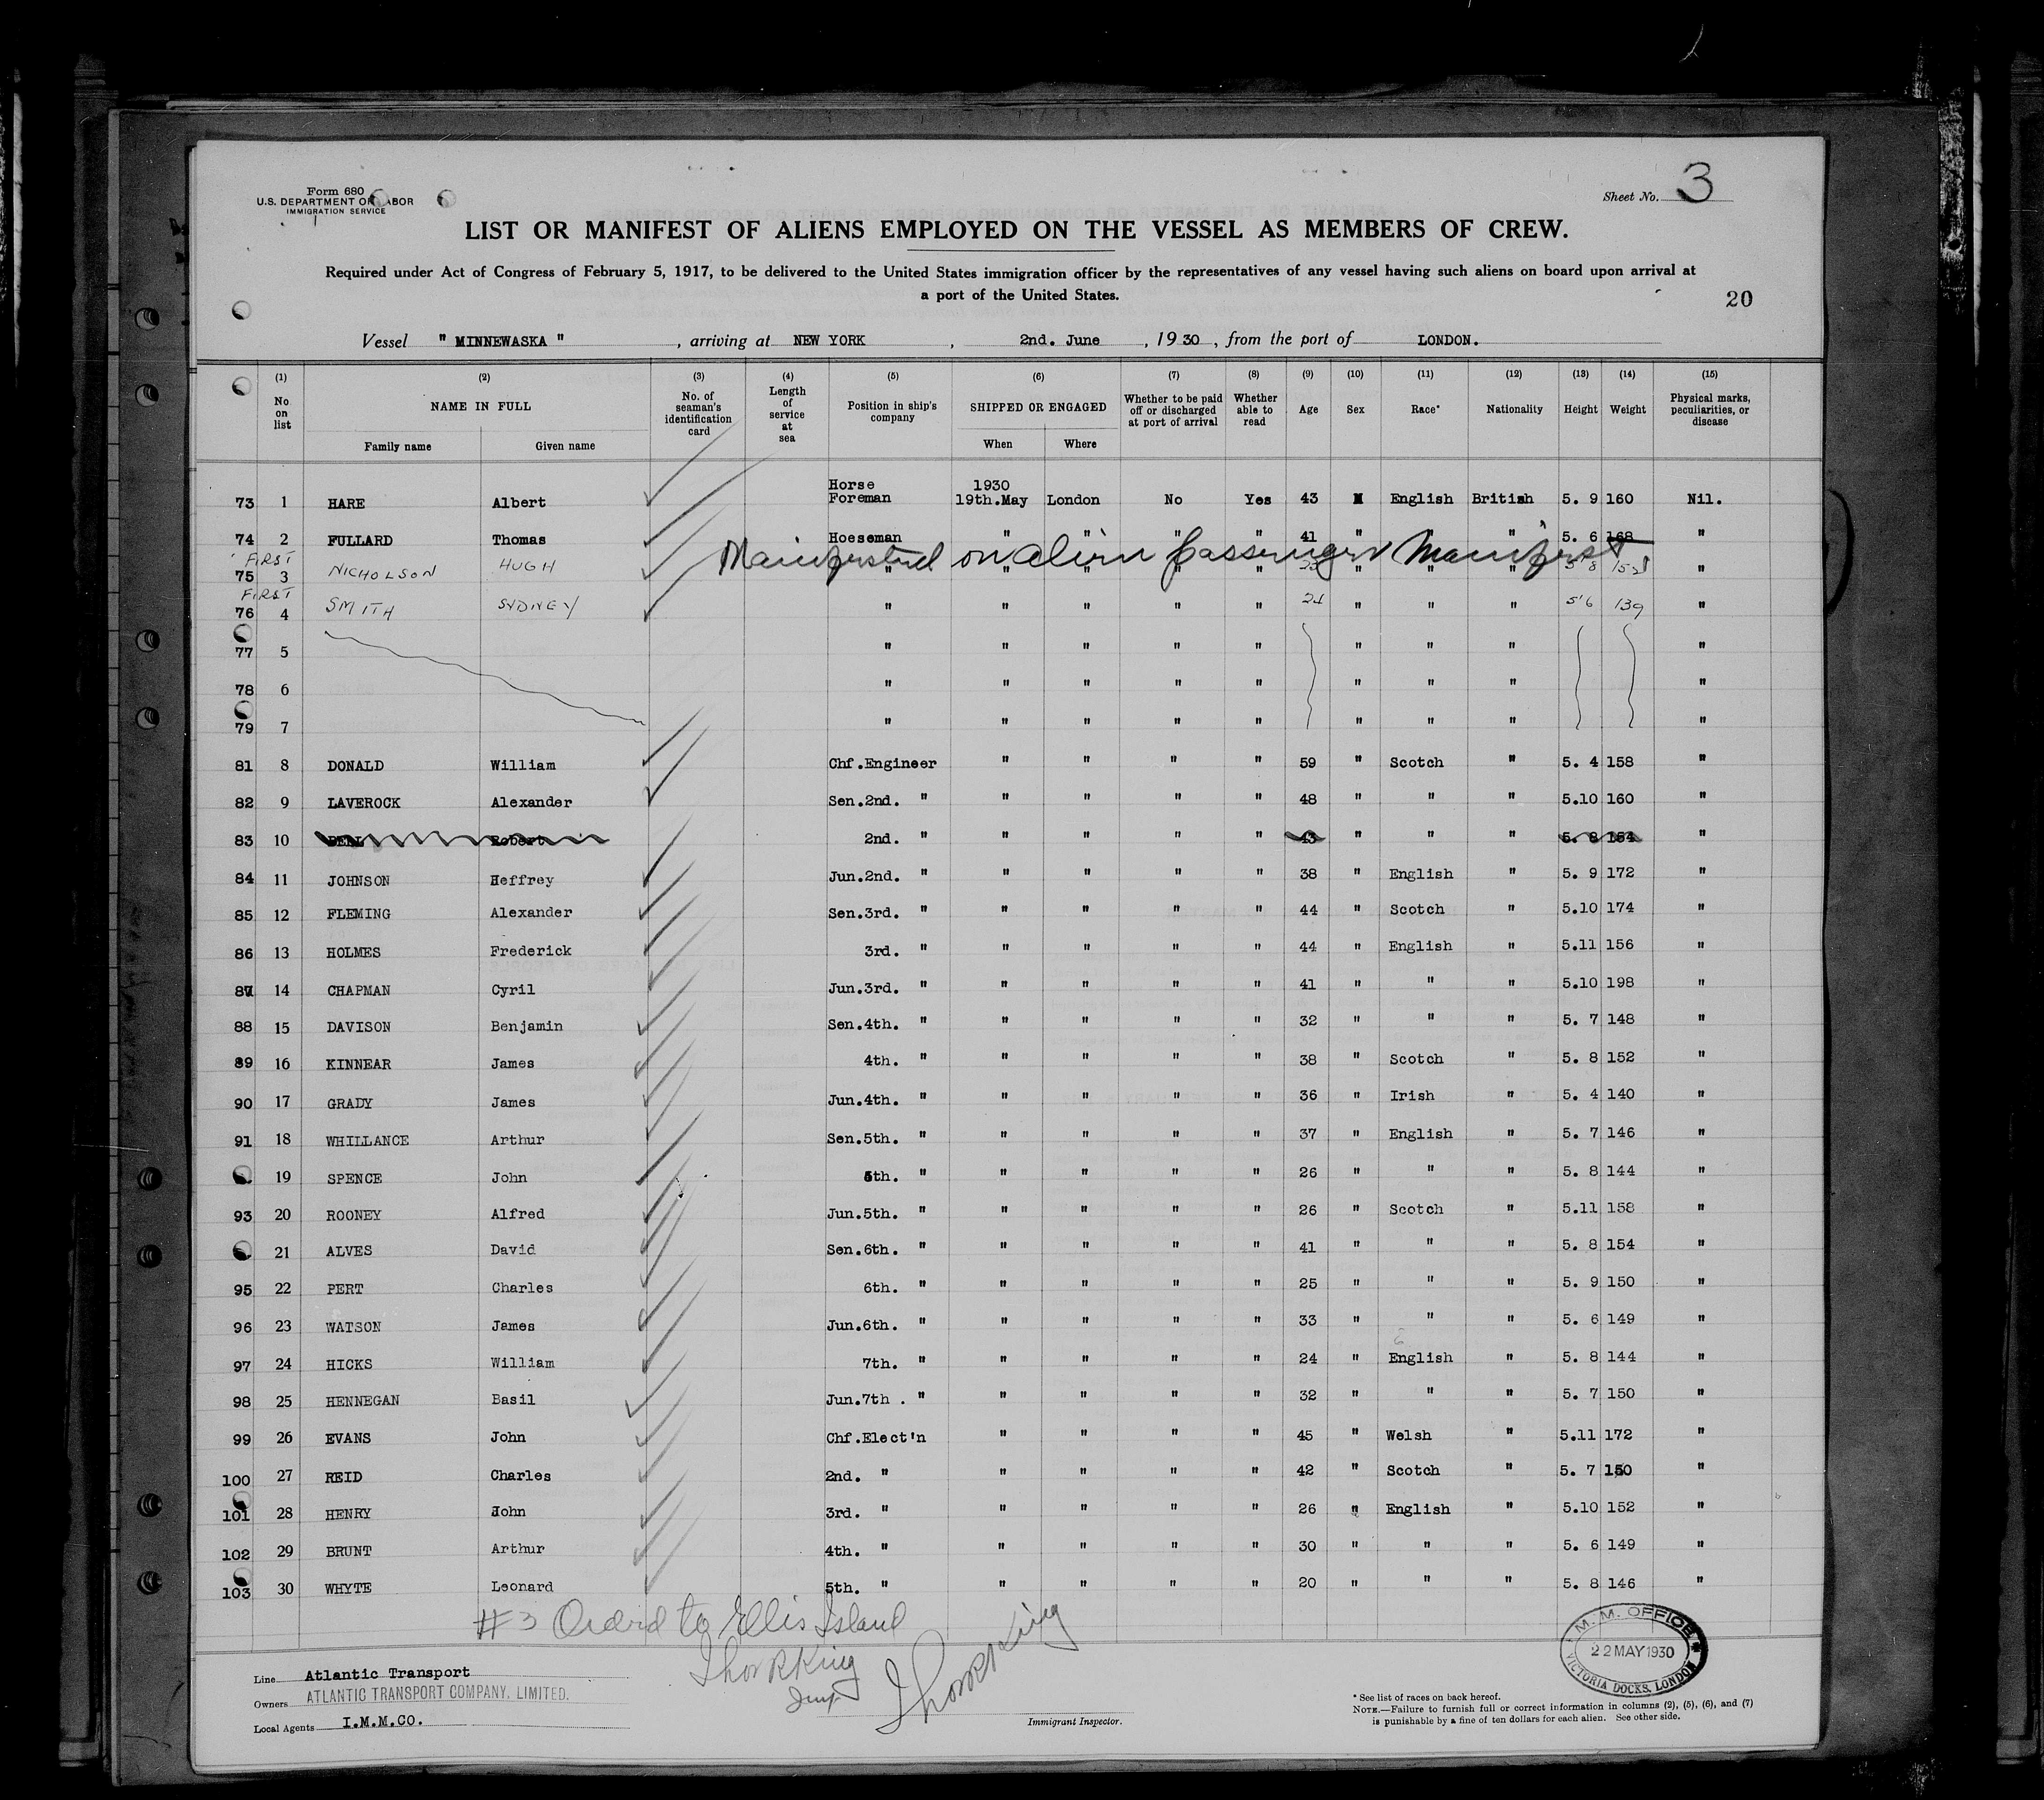 Form 680
U.S. DEPARTMENT OF LABOR
IMMIGRATION SERVICE
Sheet No. 3
LIST OR MANIFEST OF ALIENS EMPLOYED ON THE VESSEL AS MEMBERS OF CREW.
Required under Act of Congress of February 5, 1917, to be delivered to the United States immigration officer by the representatives of any vessel having such aliens on board upon arrival at
a port of the United States.
20
Vessel " MINNEWASKA " , arriving at NEW YORK , 2nd. June , 1930 , from the port of LONDON.
(1) (2) (3) (4) (5) (6) (7) (8) (9) (10) (11) (12) (13) (14) (15)
No. on list NAME IN FULL Family name Given name No. of seaman's identification card Length of service at sea Position in ship's company SHIPPED OR ENGAGED When Where Whether to be paid off or discharged at port of arrival Whether able to read Age Sex Race* Nationality Height Weight Physical marks, peculiarities, or disease
73 1 HARE Albert Horse Foreman 1930 19th.May London No Yes 43 M English British 5. 9 160 Nil.
74 2 FULLARD Thomas Hoeseman " " " " 41 " " " 5. 6 168 "
Mainfested on alien passenger Manifest
FIRST
75 3 NICHOLSON HUGH " " " " " " " " 5'8 "
FIRST
76 4 SMITH SYDNEY " " " " " 24 " " " 5'6 139 "
77 5 " " " " " " " " "
78 6 " " " " " " " " "
79 7 " " " " " " " " "
81 8 DONALD William Chf.Engineer " " " " 59 " Scotch " 5. 4 158 "
82 9 LAVEROCK Alexander Sen.2nd. " " " " " 48 " " " 5.10 160 "
83 10 BELL Robert 2nd. " " " " " 43 " " " 5. 8 154 "
84 11 JOHNSON Heffrey Jun.2nd. " " " " " 38 " English " 5. 9 172 "
85 12 FLEMING Alexander Sen.3rd. " " " " " 44 " Scotch " 5.10 174 "
86 13 HOLMES Frederick 3rd. " " " " " 44 " English " 5.11 156 "
87 14 CHAPMAN Cyril Jun.3rd. " " " " " 41 " " " 5.10 198 "
88 15 DAVISON Benjamin Sen.4th. " " " " " 32 " " " 5. 7 148 "
89 16 KINNEAR James 4th. " " " " " 38 " Scotch " 5. 8 152 "
90 17 GRADY James Jun.4th. " " " " " 36 " Irish " 5. 4 140 "
91 18 WHILLANCE Arthur Sen.5th. " " " " " 37 " English " 5. 7 146 "
19 SPENCE John 5th. " " " " " 26 " " " 5. 8 144 "
93 20 ROONEY Alfred Jun.5th. " " " " " 26 " Scotch " 5.11 158 "
21 ALVES David Sen.6th. " " " " " 41 " " " 5. 8 154 "
95 22 PERT Charles 6th. " " " " " 25 " " " 5. 9 150 "
96 23 WATSON James Jun.6th. " " " " " 33 " " " 5. 6 149 "
97 24 HICKS William 7th. " " " " " 24 " English " 5. 8 144 "
98 25 HENNEGAN Basil Jun.7th . " " " " " 32 " " " 5. 7 150 "
99 26 EVANS John Chf.Elect'n " " " " 45 " Welsh " 5.11 172 "
100 27 REID Charles 2nd. " " " " " 42 " Scotch " 5. 7 150 "
101 28 HENRY John 3rd. " " " " " 26 " English " 5.10 152 "
102 29 BRUNT Arthur 4th. " " " " " 30 " " " 5. 6 149 "
103 30 WHYTE Leonard 5th. " " " " " 20 " " " 5. 8 146 "
#3 Ordrd to Ellis Island
Thor R King
Thor R King
Line Atlantic Transport
Owners ATLANTIC TRANSPORT COMPANY, LIMITED.
Local Agents I.M.M.CO.
Immigrant Inspector.
M. M. OFFICE
22 MAY 1930
VICTORIA DOCKS, LONDON
* See list of races on back hereof.
NOTE.—Failure to furnish full or correct information in columns (2), (5), (6), and (7)
is punishable by a fine of ten dollars for each alien. See other side.